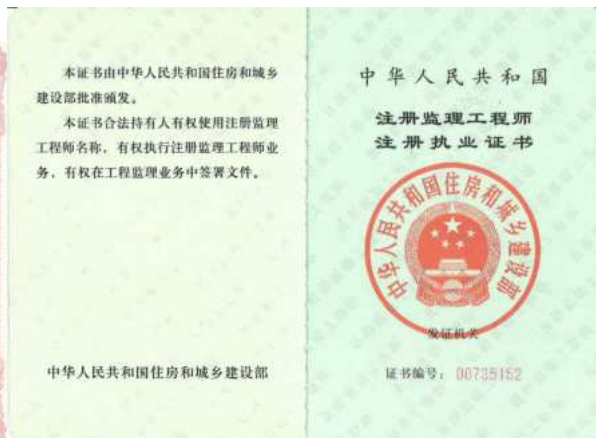 本证书由中华人民共和国住房和城乡
建设部批准颁发。
本证书合法持有人有权使用注册监理
工程师名称，有权执行注册监理工程师业
务，有权在工程监理业务中签署文件。
中华人民共和国住房和城乡建设部
中华人民共和国
注册监理工程师
注册执业证书
中华人民共和国住房和城乡建设部
发证机关
证书编号：00735152